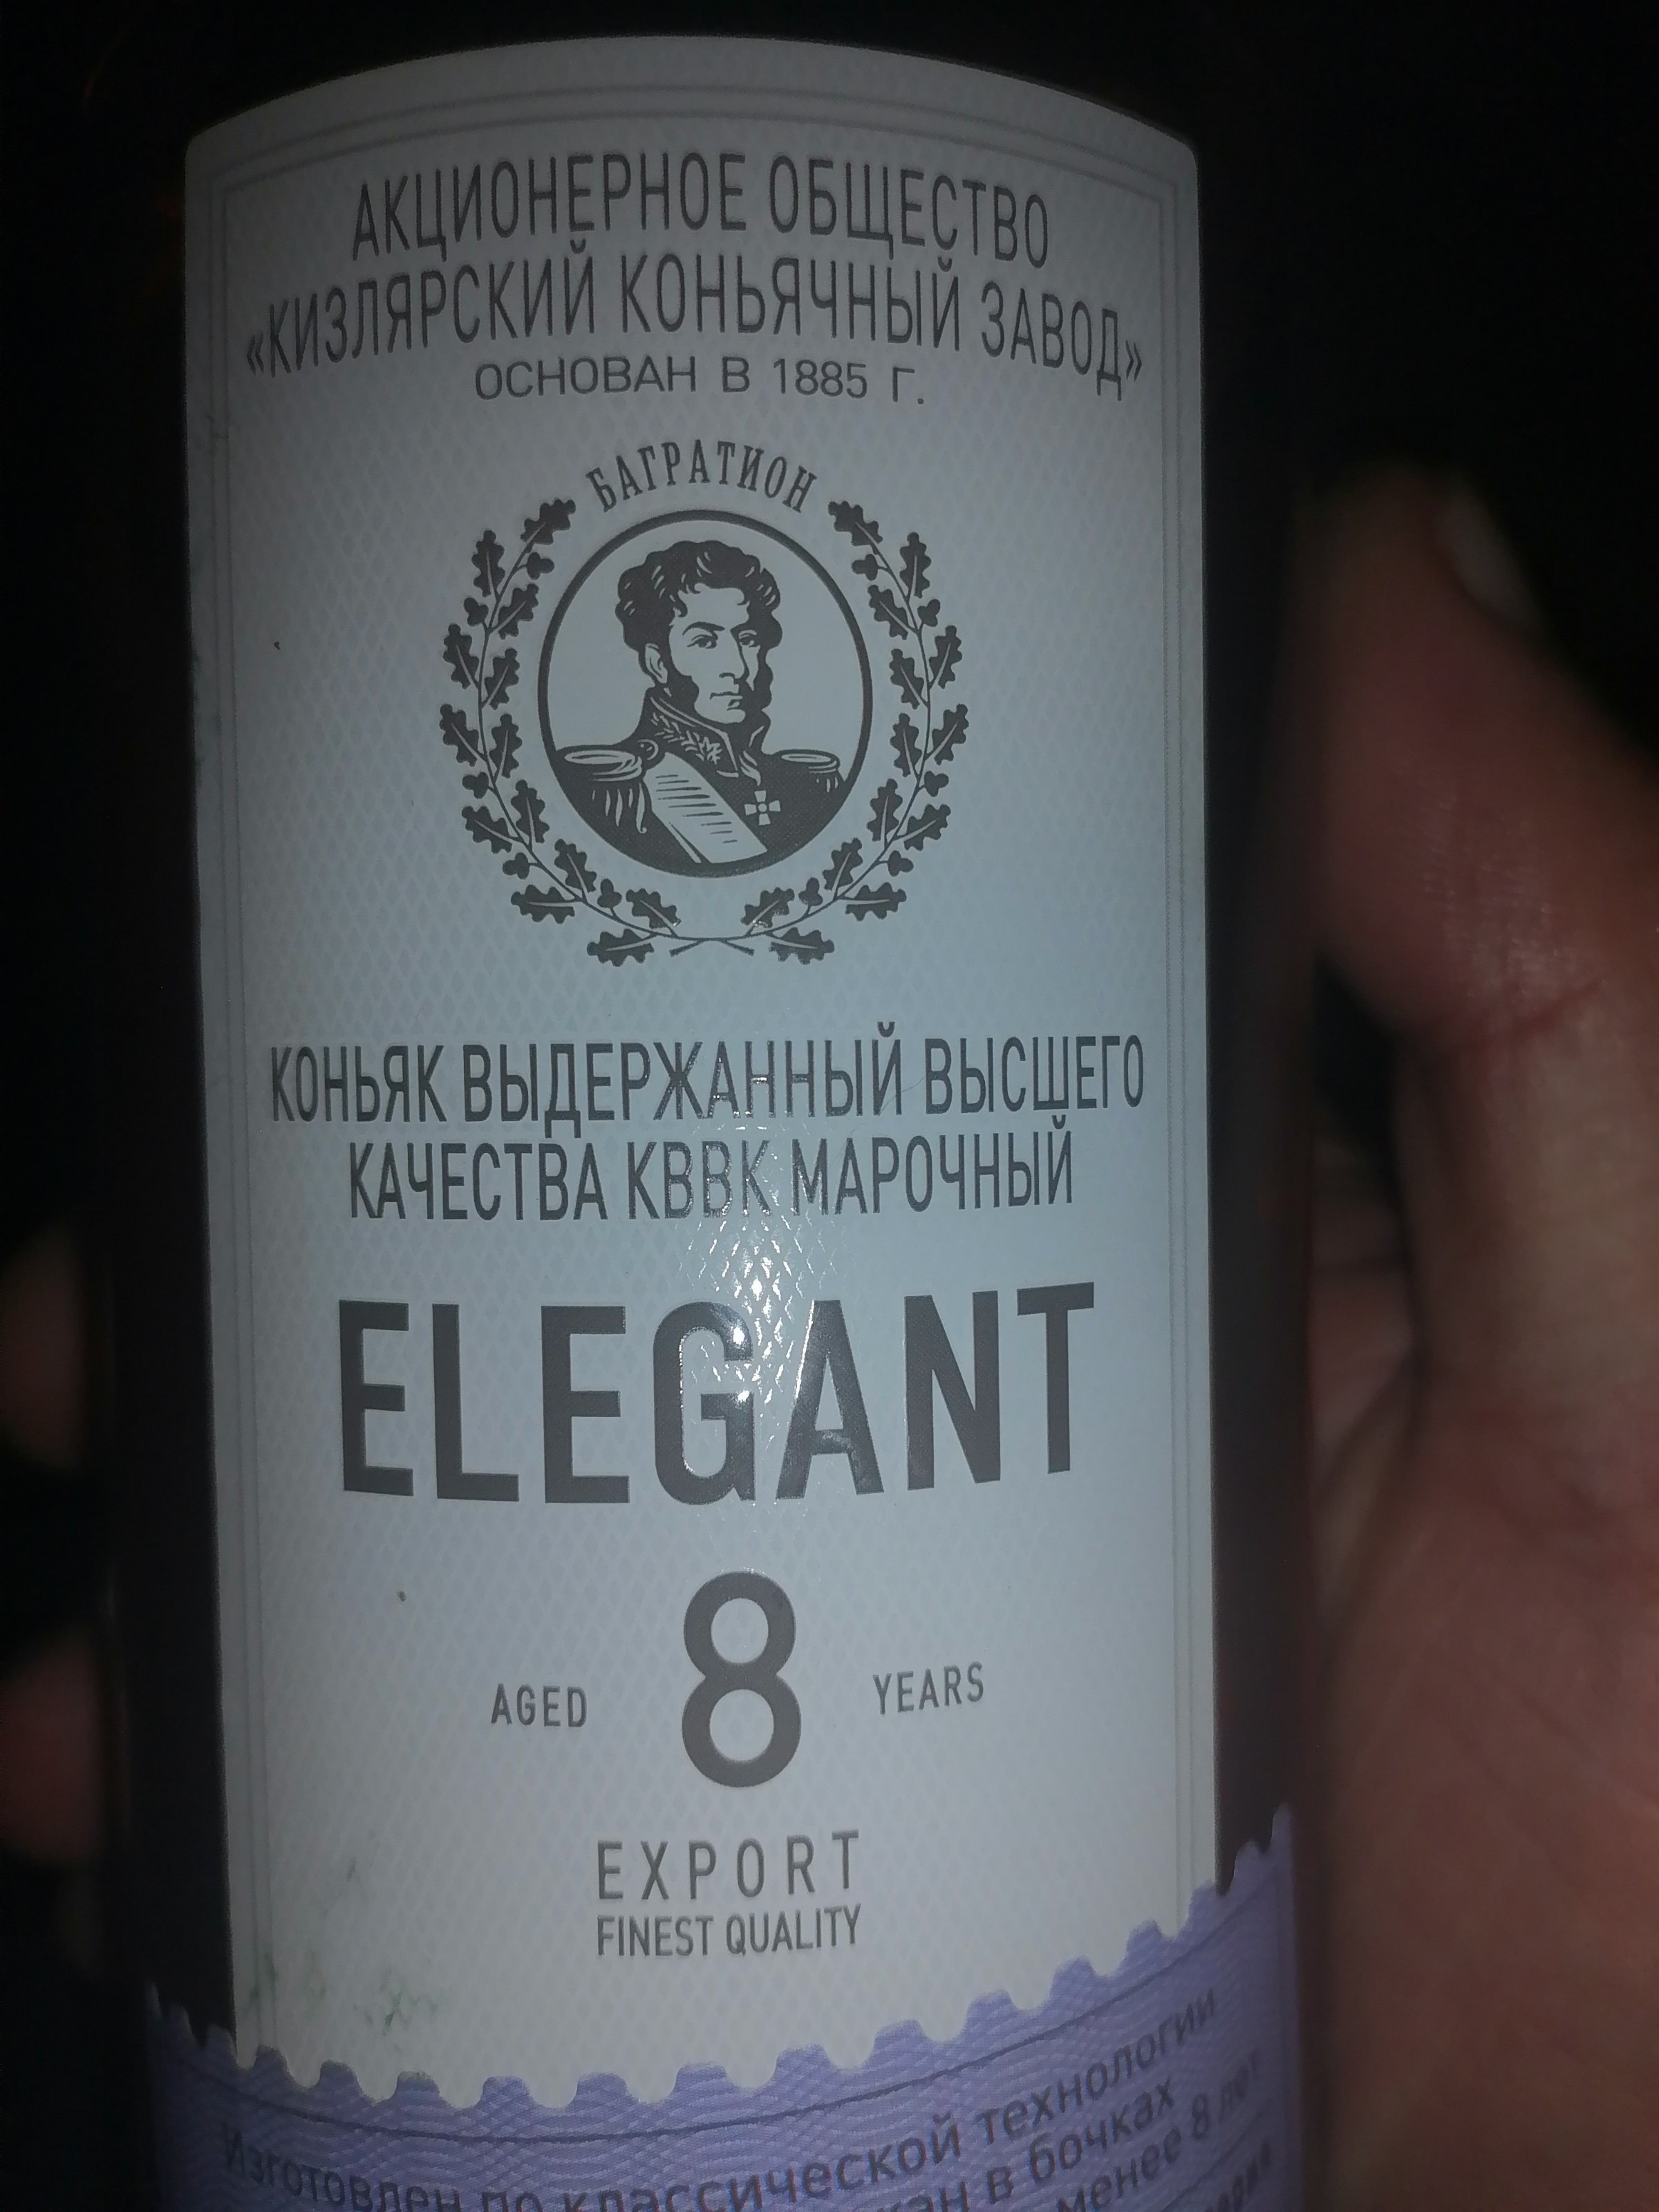 АКЦИОНЕРНОЕ ОБЩЕСТВО
«КИЗЛЯРСКИЙ КОНЬЯЧНЫЙ ЗАВОД»
ОСНОВАН В 1885 Г.
БАГРАТИОН
КОНЬЯК ВЫДЕРЖАННЫЙ ВЫСШЕГО
КАЧЕСТВА КВВК МАРОЧНЫЙ
ELEGANT
AGED 8 YEARS
EXPORT
FINEST QUALITY
Изготовлен по классической технологии
в бочках
менее 8 лет